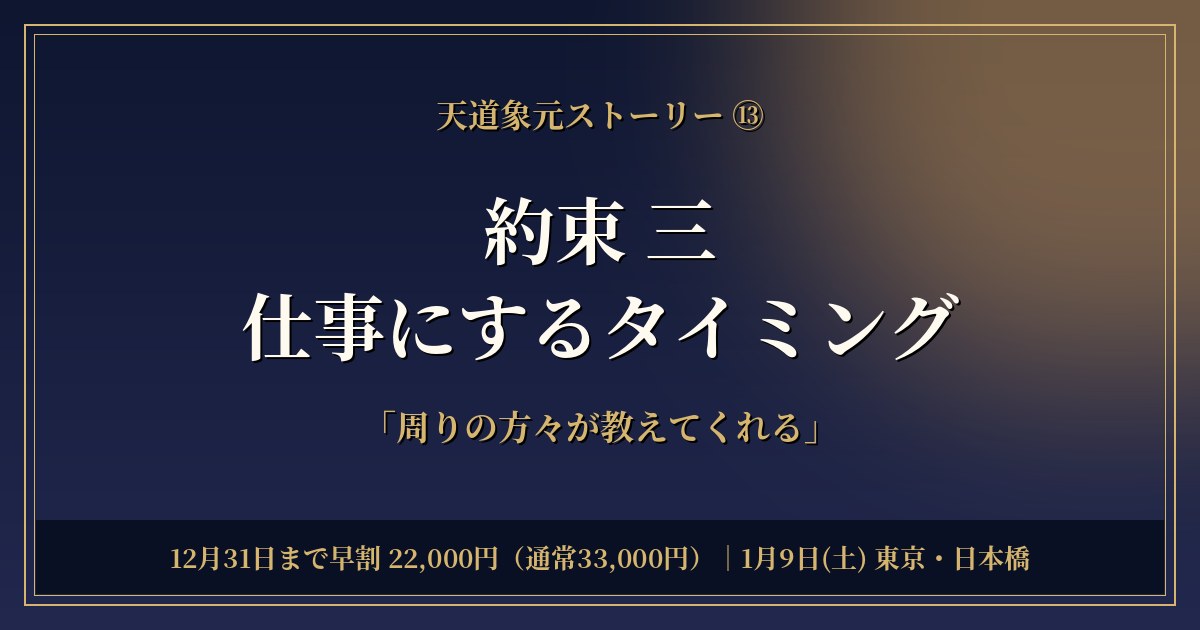 天道象元ストーリー ⑬
約束 三
仕事にするタイミング
「周りの方々が教えてくれる」
12月31日まで早割 22,000円（通常33,000円）｜1月9日(土) 東京・日本橋